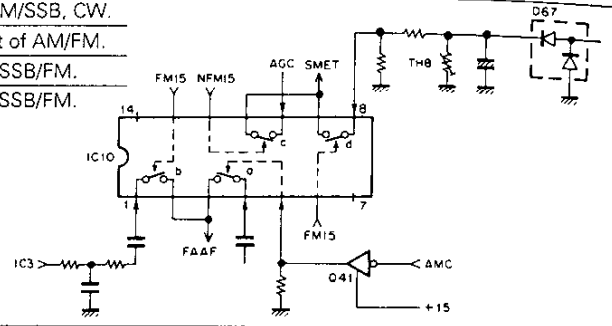 M/SSB, CW.
t of AM/FM.
SSB/FM.
SSB/FM.
D67
FM15 NFM15 AGC SMET
TH8
14 8
IC10
c d
b a
1 7
FAAF FM15
IC3 AMC
Q41
+15